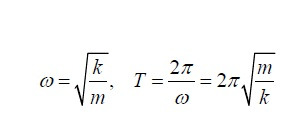 ω = √(k/m), T = 2π/ω = 2π√(m/k)